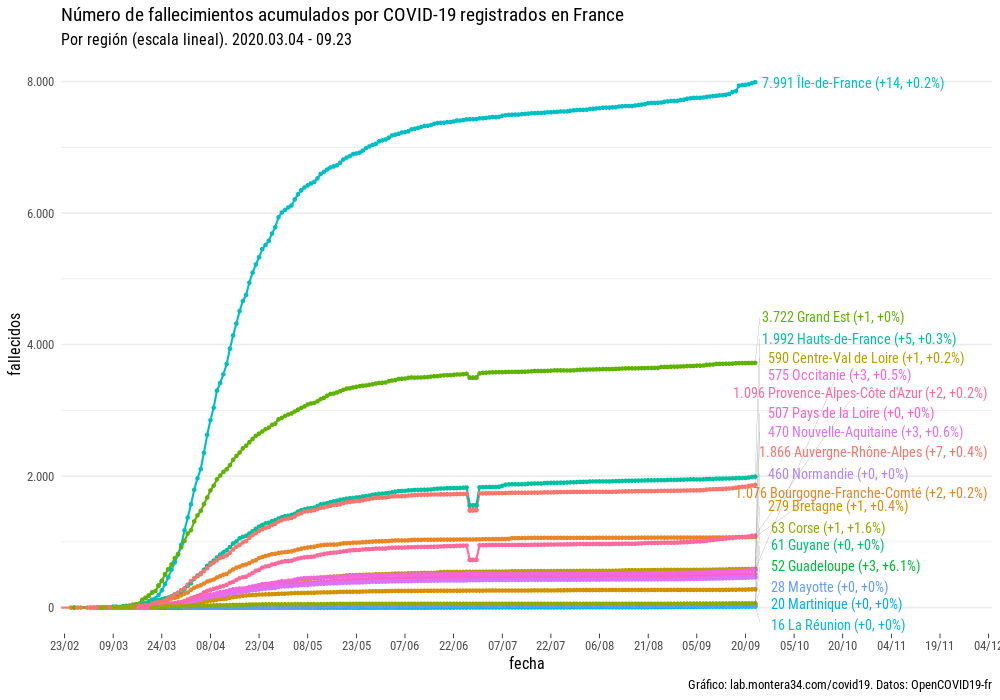 Número de fallecimientos acumulados por COVID-19 registrados en France
Por región (escala lineal). 2020.03.04 - 09.23
fallecidos
8.000
6.000
4.000
2.000
0
7.991 Île-de-France (+14, +0.2%)
3.722 Grand Est (+1, +0%)
1.992 Hauts-de-France (+5, +0.3%)
590 Centre-Val de Loire (+1, +0.2%)
575 Occitanie (+3, +0.5%)
1.096 Provence-Alpes-Côte d'Azur (+2, +0.2%)
507 Pays de la Loire (+0, +0%)
470 Nouvelle-Aquitaine (+3, +0.6%)
1.866 Auvergne-Rhône-Alpes (+7, +0.4%)
460 Normandie (+0, +0%)
1.076 Bourgogne-Franche-Comté (+2, +0.2%)
279 Bretagne (+1, +0.4%)
63 Corse (+1, +1.6%)
61 Guyane (+0, +0%)
52 Guadeloupe (+3, +6.1%)
28 Mayotte (+0, +0%)
20 Martinique (+0, +0%)
16 La Réunion (+0, +0%)
23/02 09/03 24/03 08/04 23/04 08/05 23/05 07/06 22/06 07/07 22/07 06/08 21/08 05/09 20/09 05/10 20/10 04/11 19/11 04/12
fecha
Gráfico: lab.montera34.com/covid19. Datos: OpenCOVID19-fr